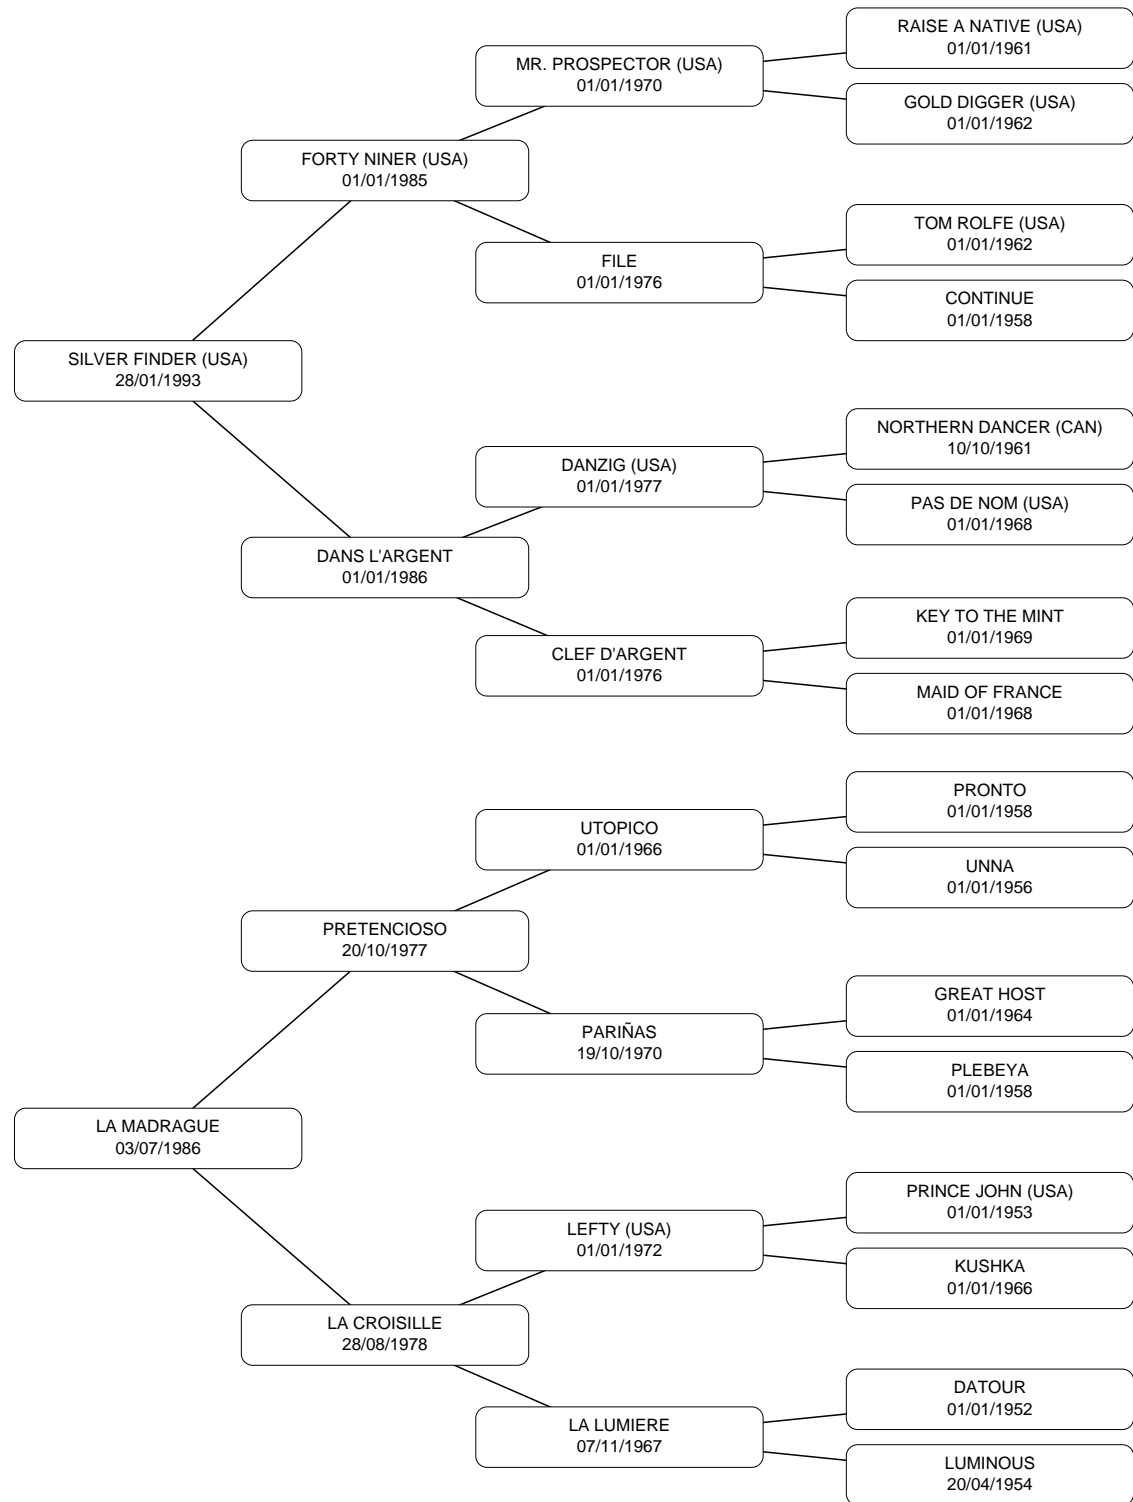 RAISE A NATIVE (USA)
01/01/1961
MR. PROSPECTOR (USA)
01/01/1970
GOLD DIGGER (USA)
01/01/1962
FORTY NINER (USA)
01/01/1985
TOM ROLFE (USA)
01/01/1962
FILE
01/01/1976
CONTINUE
01/01/1958
SILVER FINDER (USA)
28/01/1993
NORTHERN DANCER (CAN)
10/10/1961
DANZIG (USA)
01/01/1977
PAS DE NOM (USA)
01/01/1968
DANS L'ARGENT
01/01/1986
KEY TO THE MINT
01/01/1969
CLEF D'ARGENT
01/01/1976
MAID OF FRANCE
01/01/1968
PRONTO
01/01/1958
UTOPICO
01/01/1966
UNNA
01/01/1956
PRETENCIOSO
20/10/1977
GREAT HOST
01/01/1964
PARIÑAS
19/10/1970
PLEBEYA
01/01/1958
LA MADRAGUE
03/07/1986
PRINCE JOHN (USA)
01/01/1953
LEFTY (USA)
01/01/1972
KUSHKA
01/01/1966
LA CROISILLE
28/08/1978
DATOUR
01/01/1952
LA LUMIERE
07/11/1967
LUMINOUS
20/04/1954